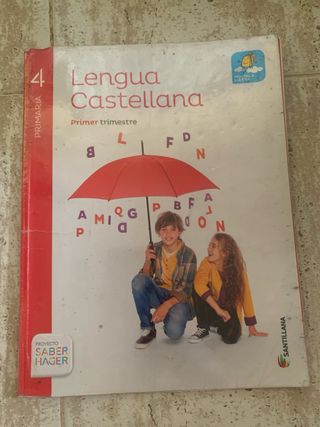 4
PRIMARIA
Lengua
Castellana
Primer trimestre
B L F D
N
A P M I Q G P B F A L
P D D O N
PROYECTO
SABER
HACER
SANTILLANA